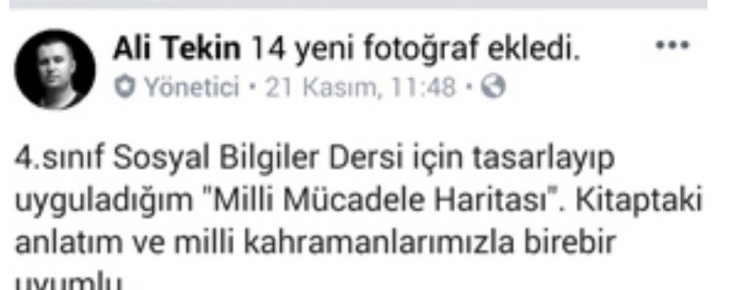 Ali Tekin 14 yeni fotoğraf ekledi.
Yönetici • 21 Kasım, 11:48 •
4.sınıf Sosyal Bilgiler Dersi için tasarlayıp
uyguladığım "Milli Mücadele Haritası". Kitaptaki
anlatım ve milli kahramanlarımızla birebir
uyumlu